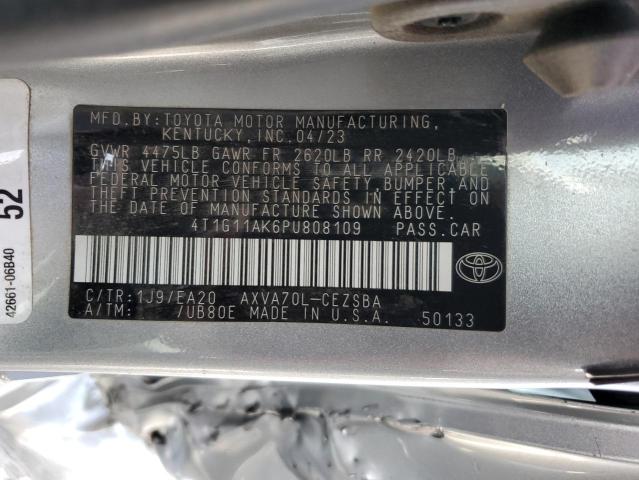 MFD.BY:TOYOTA MOTOR MANUFACTURING,
KENTUCKY,INC.04/23
GVWR 4475LB GAWR FR 2620LB RR 2420LB
THIS VEHICLE CONFORMS TO ALL APPLICABLE
FEDERAL MOTOR VEHICLE SAFETY, BUMPER, AND
THEFT PREVENTION STANDARDS IN EFFECT ON
THE DATE OF MANUFACTURE SHOWN ABOVE.
4T1G11AK6PU808109 PASS.CAR
C/TR:1J9/EA20 AXVA70L-CEZSBA
A/TM: /UB80E MADE IN U.S.A. 50133
42661-06B40
52